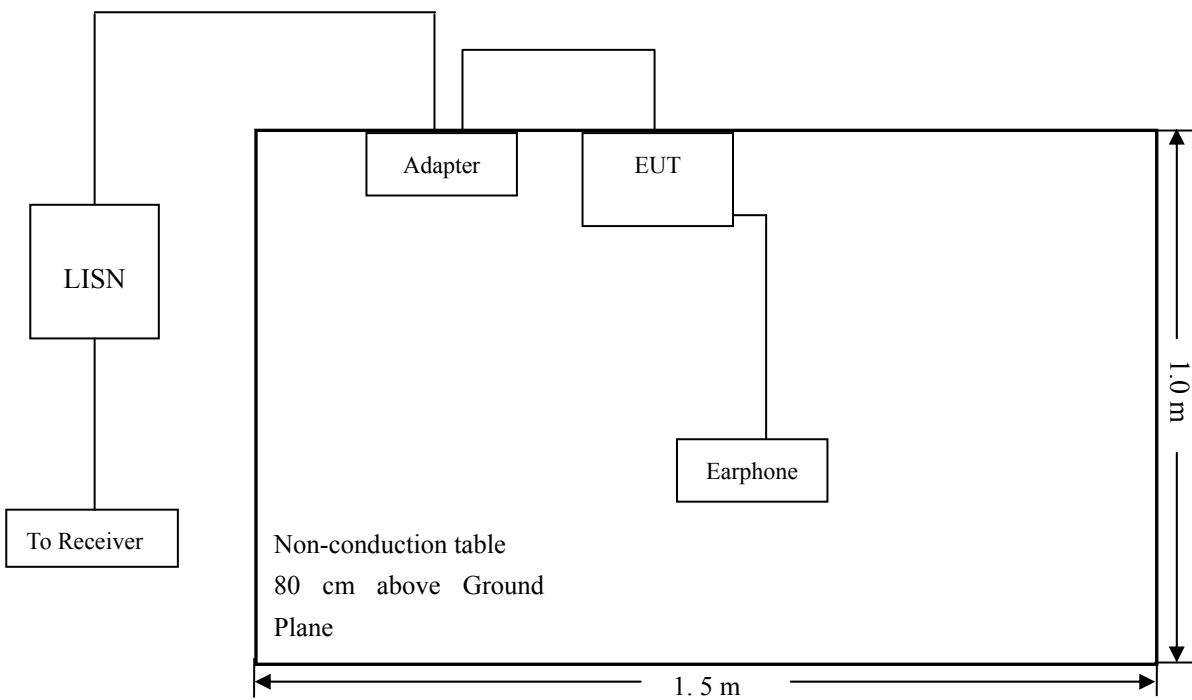 Adapter
EUT
LISN
1.0 m
Earphone
To Receiver
Non-conduction table
80 cm above Ground
Plane
1. 5 m